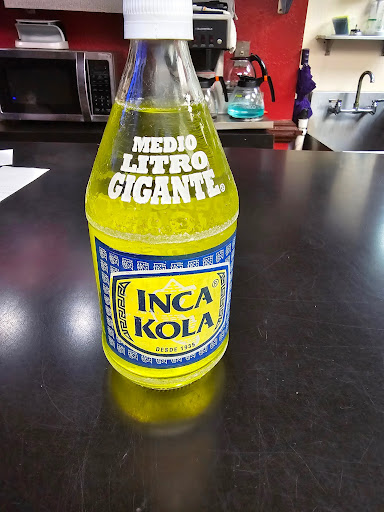 MEDIO
LITRO
GIGANTE®
INCA
KOLA®
DESDE 1935